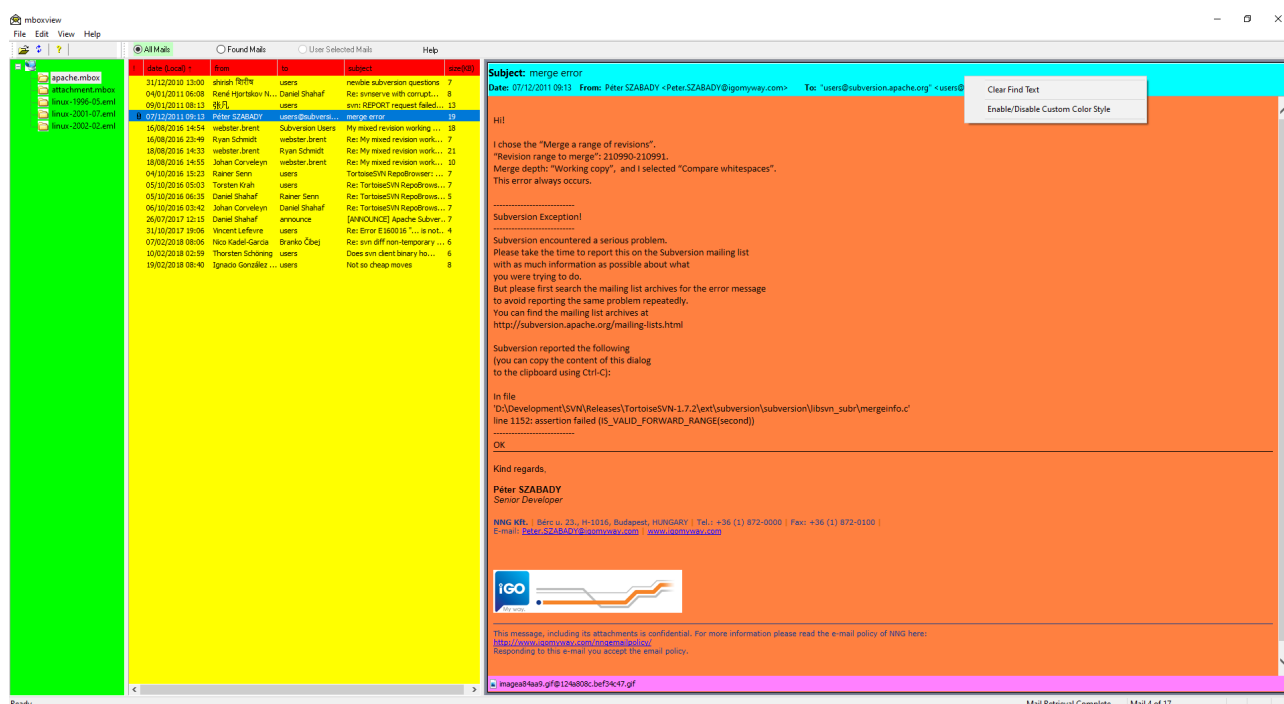 mboxview
File Edit View Help
All Mails Found Mails User Selected Mails Help
apache.mbox
attachment.mbox
linux-1996-05.eml
linux-2001-07.eml
linux-2002-02.eml
! date (Local) from to subject size(KB)
31/12/2010 13:00 shirish शिरीष users newbie subversion questions 7
04/01/2011 06:08 René Hjortskov N... Daniel Shahaf Re: svnserve with corrupt... 8
09/01/2011 08:13 张凡 users svn: REPORT request failed... 13
07/12/2011 09:13 Péter SZABADY users@subversi... merge error 19
16/08/2016 14:54 webster.brent Subversion Users My mixed revision working ... 18
16/08/2016 23:49 Ryan Schmidt webster.brent Re: My mixed revision work... 7
18/08/2016 14:33 webster.brent Ryan Schmidt Re: My mixed revision work... 21
18/08/2016 14:55 Johan Corveleyn webster.brent Re: My mixed revision work... 10
04/10/2016 15:23 Rainer Senn users TortoiseSVN RepoBrowser: ... 7
05/10/2016 05:03 Torsten Krah users Re: TortoiseSVN RepoBrows... 7
05/10/2016 06:35 Daniel Shahaf Rainer Senn Re: TortoiseSVN RepoBrows... 5
06/10/2016 03:42 Johan Corveleyn Daniel Shahaf Re: TortoiseSVN RepoBrows... 7
26/07/2017 12:15 Daniel Shahaf announce [ANNOUNCE] Apache Subver... 7
31/10/2017 19:06 Vincent Lefevre users Re: Error E160016 "... is not... 4
07/02/2018 08:06 Nico Kadel-Garcia Branko Čibej Re: svn diff non-temporary ... 6
10/02/2018 02:59 Thorsten Schöning users Does svn client binary ho... 6
19/02/2018 08:40 Ignacio González ... users Not so cheap moves 8
Subject: merge error
Date: 07/12/2011 09:13 From: Péter SZABADY <Peter.SZABADY@igomyway.com> To: "users@subversion.apache.org" <users@
Clear Find Text
Enable/Disable Custom Color Style
Hi!
I chose the “Merge a range of revisions”.
“Revision range to merge”: 210990-210991.
Merge depth: “Working copy”, and I selected “Compare whitespaces”.
This error always occurs.
---------------------------
Subversion Exception!
---------------------------
Subversion encountered a serious problem.
Please take the time to report this on the Subversion mailing list
with as much information as possible about what
you were trying to do.
But please first search the mailing list archives for the error message
to avoid reporting the same problem repeatedly.
You can find the mailing list archives at
http://subversion.apache.org/mailing-lists.html
Subversion reported the following
(you can copy the content of this dialog
to the clipboard using Ctrl-C):
In file
'D:\Development\SVN\Releases\TortoiseSVN-1.7.2\ext\subversion\subversion\libsvn_subr\mergeinfo.c'
line 1152: assertion failed (IS_VALID_FORWARD_RANGE(second))
---------------------------
OK
Kind regards,
Péter SZABADY
Senior Developer
NNG Kft. | Bérc u. 23., H-1016, Budapest, HUNGARY | Tel.: +36 (1) 872-0000 | Fax: +36 (1) 872-0100 |
E-mail: Peter.SZABADY@igomyway.com | www.igomyway.com
iGO
My way.
This message, including its attachments is confidential. For more information please read the e-mail policy of NNG here:
http://www.igomyway.com/nngemailpolicy/
Responding to this e-mail you accept the email policy.
imagea84aa9.gif@124a808c.bef34c47.gif
Ready Mail Retrieval Complete Mail 4 of 17